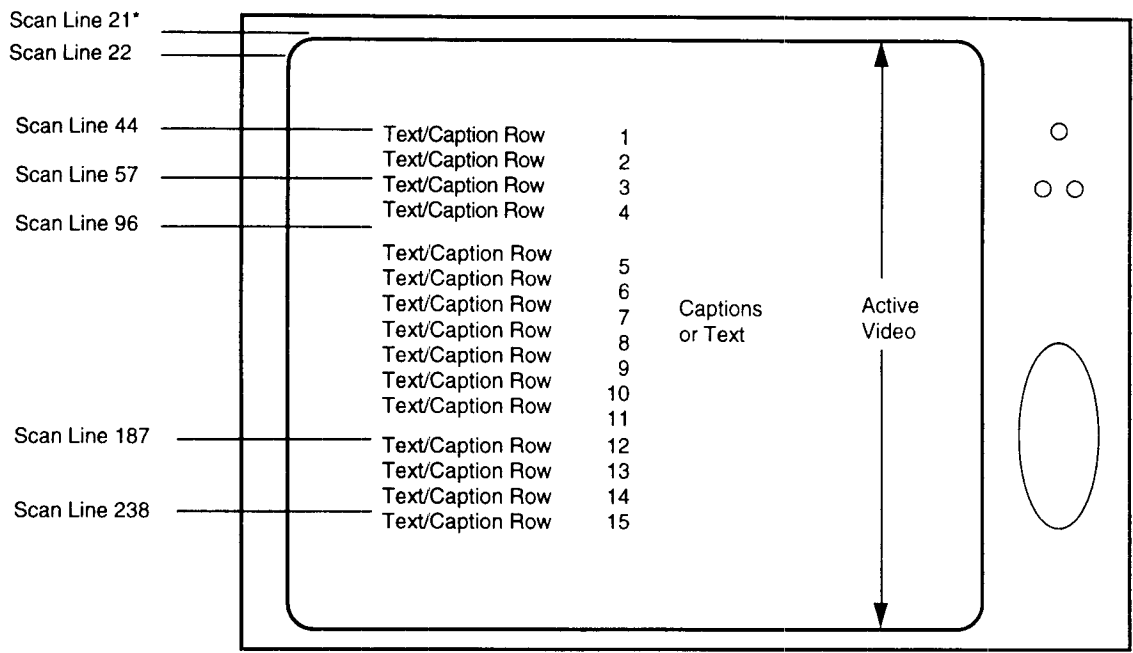 Scan Line 21*
Scan Line 22
Scan Line 44
Text/Caption Row 1
Text/Caption Row 2
Scan Line 57
Text/Caption Row 3
Text/Caption Row 4
Scan Line 96
Text/Caption Row 5
Text/Caption Row 6
Text/Caption Row 7
Text/Caption Row 8
Text/Caption Row 9
Text/Caption Row 10
Text/Caption Row 11
Captions
or Text
Active
Video
Scan Line 187
Text/Caption Row 12
Text/Caption Row 13
Text/Caption Row 14
Scan Line 238
Text/Caption Row 15